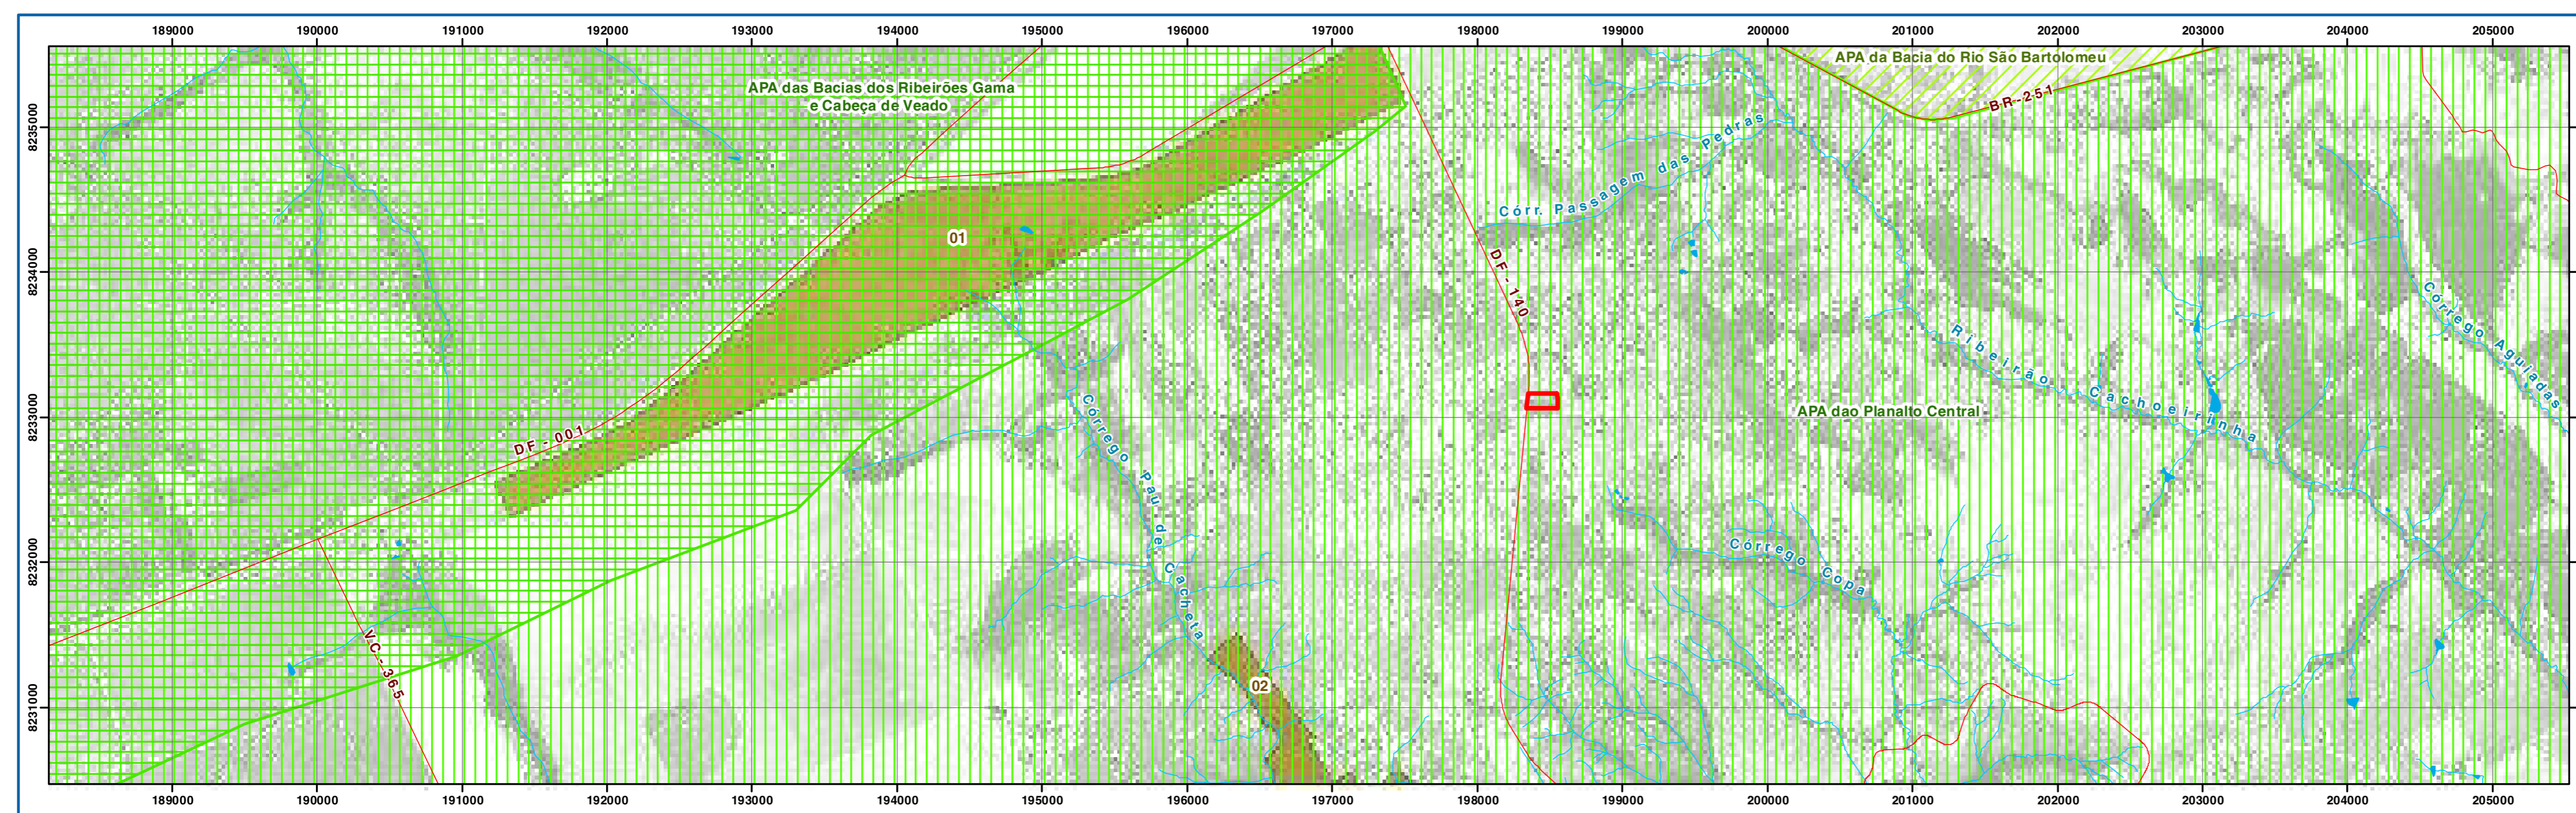 189000 190000 191000 192000 193000 194000 195000 196000 197000 198000 199000 200000 201000 202000 203000 204000 205000
APA da Bacia do Rio São Bartolomeu
APA das Bacias dos Ribeirões Gama
e Cabeça de Veado
BR-251
8235000
Córr. Passagem das Pedras
01
DF-140
8234000
Córrego Aguiadas
Ribeirão Cachoeirinha
8233000
APA dao Planalto Central
DF-001
Córrego Pau de Cacheta
Córrego Copa
8232000
VC-365
02
8231000
189000 190000 191000 192000 193000 194000 195000 196000 197000 198000 199000 200000 201000 202000 203000 204000 205000